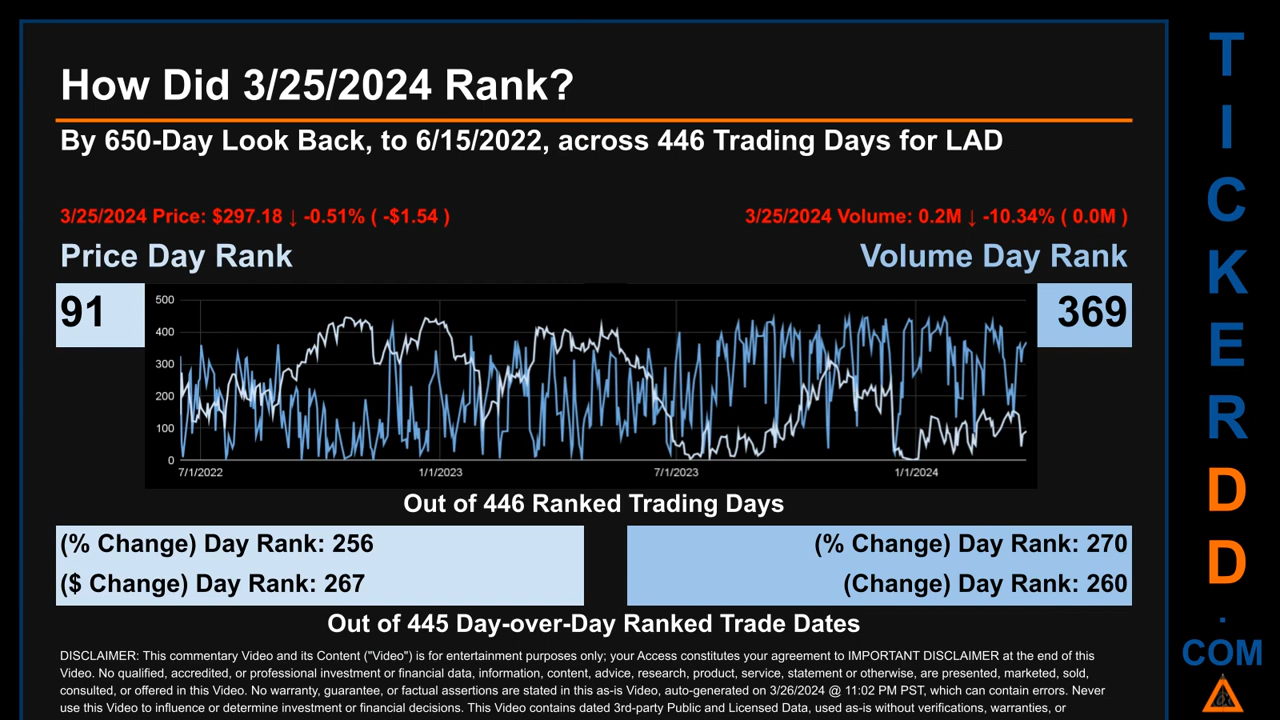 How Did 3/25/2024 Rank?
By 650-Day Look Back, to 6/15/2022, across 446 Trading Days for LAD
3/25/2024 Price: $297.18 ↓ -0.51% ( -$1.54 )
3/25/2024 Volume: 0.2M ↓ -10.34% ( 0.0M )
Price Day Rank
Volume Day Rank
91
369
500
400
300
200
100
0
7/1/2022
1/1/2023
7/1/2023
1/1/2024
Out of 446 Ranked Trading Days
(% Change) Day Rank: 256
($ Change) Day Rank: 267
(% Change) Day Rank: 270
(Change) Day Rank: 260
Out of 445 Day-over-Day Ranked Trade Dates
DISCLAIMER: This commentary Video and its Content ("Video") is for entertainment purposes only; your Access constitutes your agreement to IMPORTANT DISCLAIMER at the end of this
Video. No qualified, accredited, or professional investment or financial data, information, content, advice, research, product, service, statement or otherwise, are presented, marketed, sold,
consulted, or offered in this Video. No warranty, guarantee, or factual assertions are stated in this as-is Video, auto-generated on 3/26/2024 @ 11:02 PM PST, which can contain errors. Never
use this Video to influence or determine investment or financial decisions. This Video contains dated 3rd-party Public and Licensed Data, used as-is without verifications, warranties, or
T
I
C
K
E
R
D
D
.
COM